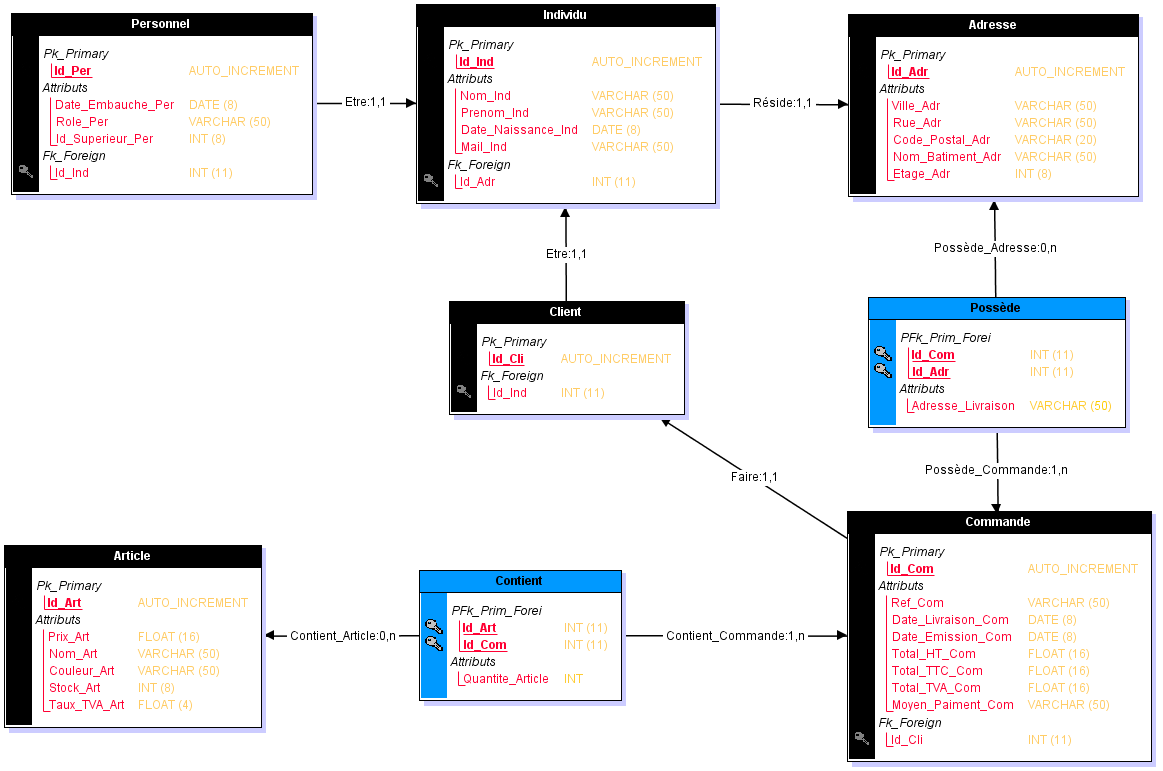 Personnel
Pk_Primary
Id_Per AUTO_INCREMENT
Attributs
Date_Embauche_Per DATE (8)
Role_Per VARCHAR (50)
Id_Superieur_Per INT (8)
Fk_Foreign
Id_Ind INT (11)
Etre:1,1
Individu
Pk_Primary
Id_Ind AUTO_INCREMENT
Attributs
Nom_Ind VARCHAR (50)
Prenom_Ind VARCHAR (50)
Date_Naissance_Ind DATE (8)
Mail_Ind VARCHAR (50)
Fk_Foreign
Id_Adr INT (11)
Réside:1,1
Adresse
Pk_Primary
Id_Adr AUTO_INCREMENT
Attributs
Ville_Adr VARCHAR (50)
Rue_Adr VARCHAR (50)
Code_Postal_Adr VARCHAR (20)
Nom_Batiment_Adr VARCHAR (50)
Etage_Adr INT (8)
Etre:1,1
Possède_Adresse:0,n
Client
Pk_Primary
Id_Cli AUTO_INCREMENT
Fk_Foreign
Id_Ind INT (11)
Possède
PFk_Prim_Forei
Id_Com INT (11)
Id_Adr INT (11)
Attributs
Adresse_Livraison VARCHAR (50)
Faire:1,1
Possède_Commande:1,n
Article
Pk_Primary
Id_Art AUTO_INCREMENT
Attributs
Prix_Art FLOAT (16)
Nom_Art VARCHAR (50)
Couleur_Art VARCHAR (50)
Stock_Art INT (8)
Taux_TVA_Art FLOAT (4)
Contient_Article:0,n
Contient
PFk_Prim_Forei
Id_Art INT (11)
Id_Com INT (11)
Attributs
Quantite_Article INT
Contient_Commande:1,n
Commande
Pk_Primary
Id_Com AUTO_INCREMENT
Attributs
Ref_Com VARCHAR (50)
Date_Livraison_Com DATE (8)
Date_Emission_Com DATE (8)
Total_HT_Com FLOAT (16)
Total_TTC_Com FLOAT (16)
Total_TVA_Com FLOAT (16)
Moyen_Paiment_Com VARCHAR (50)
Fk_Foreign
Id_Cli INT (11)